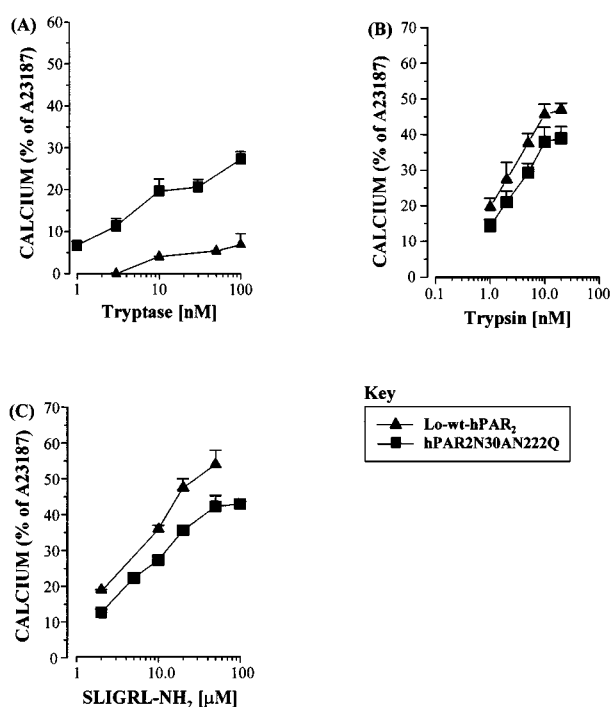 (A)
CALCIUM (% of A23187)
60
50
40
30
20
10
0
1
10
100
Tryptase [nM]
(B)
CALCIUM (% of A23187)
70
60
50
40
30
20
10
0
0.1
1.0
10.0
100
Trypsin [nM]
(C)
CALCIUM (% of A23187)
70
60
50
40
30
20
10
0
1
10.0
100
SLIGRL-NH₂ [μM]
Key
Lo-wt-hPAR₂
hPAR2N30AN222Q